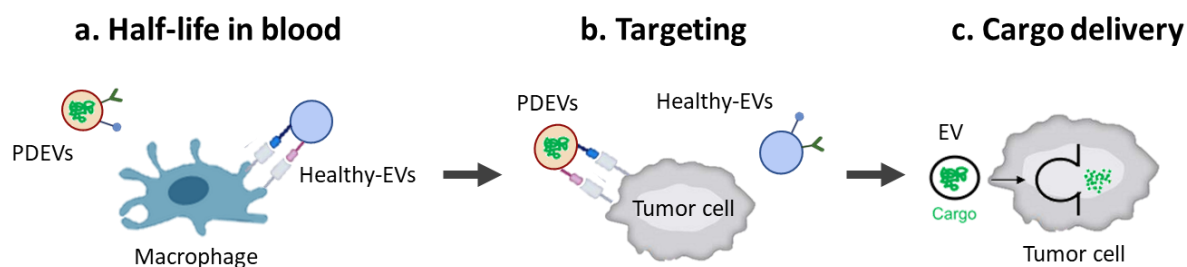 a. Half-life in blood
PDEVs
Healthy-EVs
Macrophage
b. Targeting
PDEVs
Healthy-EVs
Tumor cell
c. Cargo delivery
EV
Cargo
Tumor cell